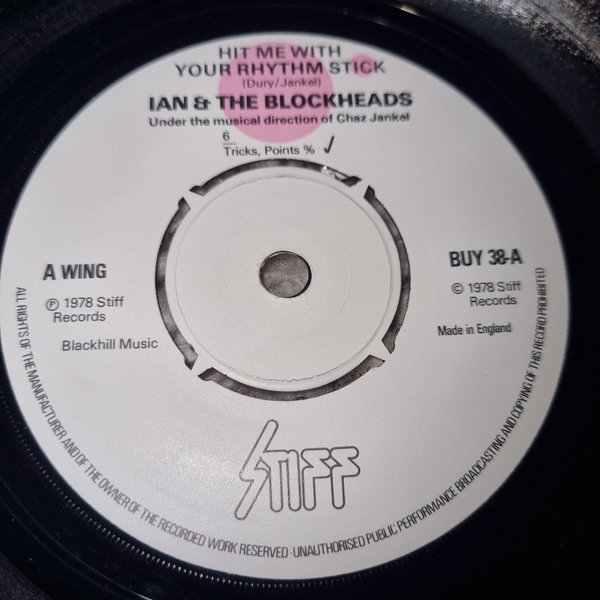 HIT ME WITH
YOUR RHYTHM STICK
(Dury/Jankel)
IAN & THE BLOCKHEADS
Under the musical direction of Chaz Jankel
6
Tricks, Points % ✓
A WING
℗ 1978 Stiff
Records
Blackhill Music
BUY 38-A
© 1978 Stiff
Records
Made in England
STIFF
ALL RIGHTS OF THE MANUFACTURER AND OF THE OWNER OF THE RECORDED WORK RESERVED · UNAUTHORISED PUBLIC PERFORMANCE BROADCASTING AND COPYING OF THIS RECORD PROHIBITED